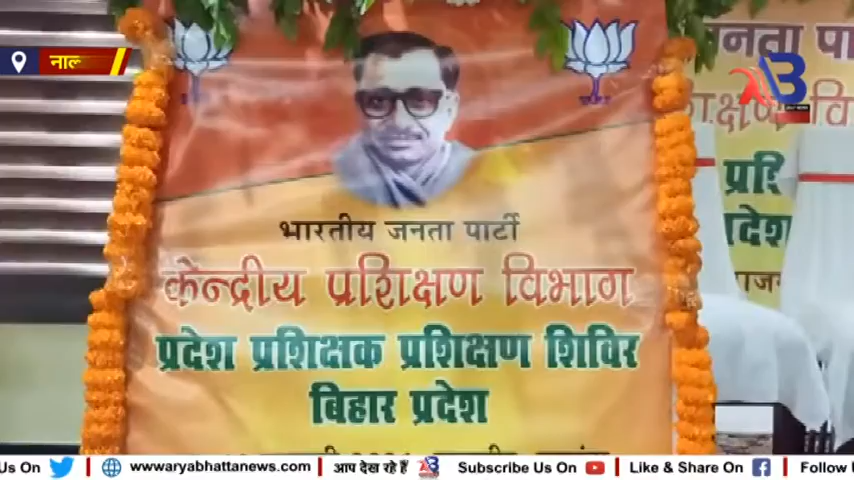 नाल
भारतीय जनता पार्टी
केन्द्रीय प्रशिक्षण विभाग
प्रदेश प्रशिक्षक प्रशिक्षण शिविर
बिहार प्रदेश
जनता पा
us On www.aryabhattanews.com आप देख रहे हैं Subscribe Us On Like & Share On Follow U